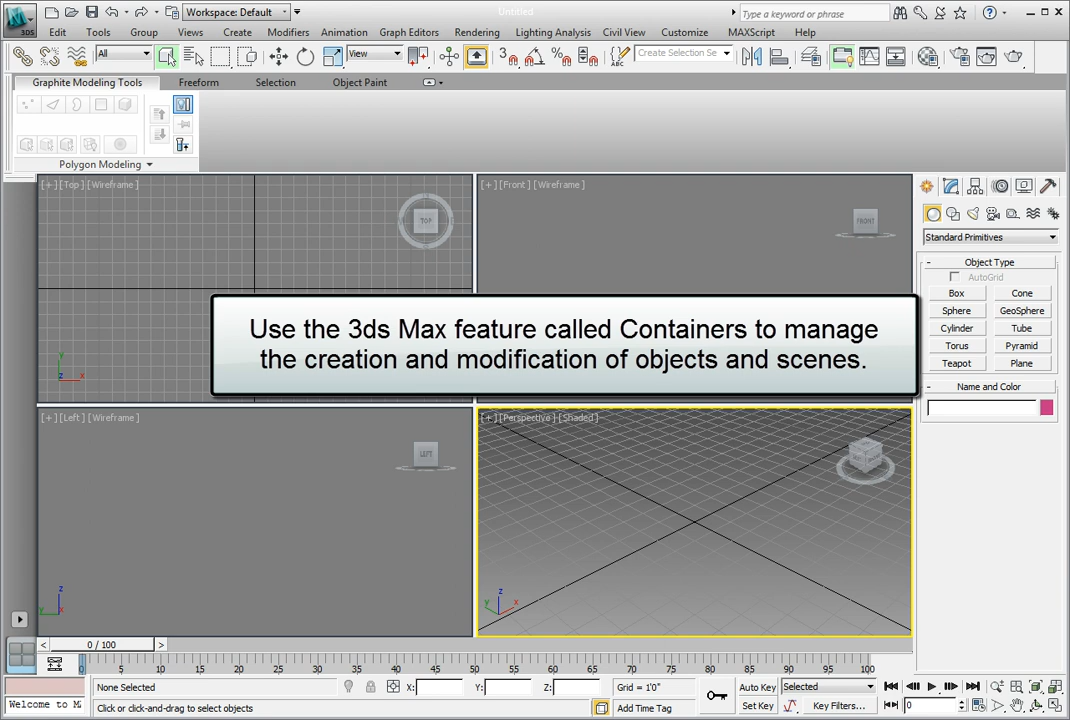 3DS
Workspace: Default
Untitled
Type a keyword or phrase
Edit Tools Group Views Create Modifiers Animation Graph Editors Rendering Lighting Analysis Civil View Customize MAXScript Help
All
View
3
Create Selection Se
Graphite Modeling Tools Freeform Selection Object Paint
Polygon Modeling
[+][Top][Wireframe]
TOP
[+][Front][Wireframe]
FRONT
Standard Primitives
- Object Type
AutoGrid
Box Cone
Sphere GeoSphere
Cylinder Tube
Torus Pyramid
Teapot Plane
- Name and Color
Use the 3ds Max feature called Containers to manage
the creation and modification of objects and scenes.
y
z x
[+][Left][Wireframe]
LEFT
[+][Perspective][Shaded]
z
y x
z
y x
< 0 / 100 >
0 5 10 15 20 25 30 35 40 45 50 55 60 65 70 75 80 85 90 95 100
None Selected
X: Y: Z:
Grid = 1'0"
Auto Key Selected
Welcome to M
Click or click-and-drag to select objects
Add Time Tag
Set Key Key Filters...
0